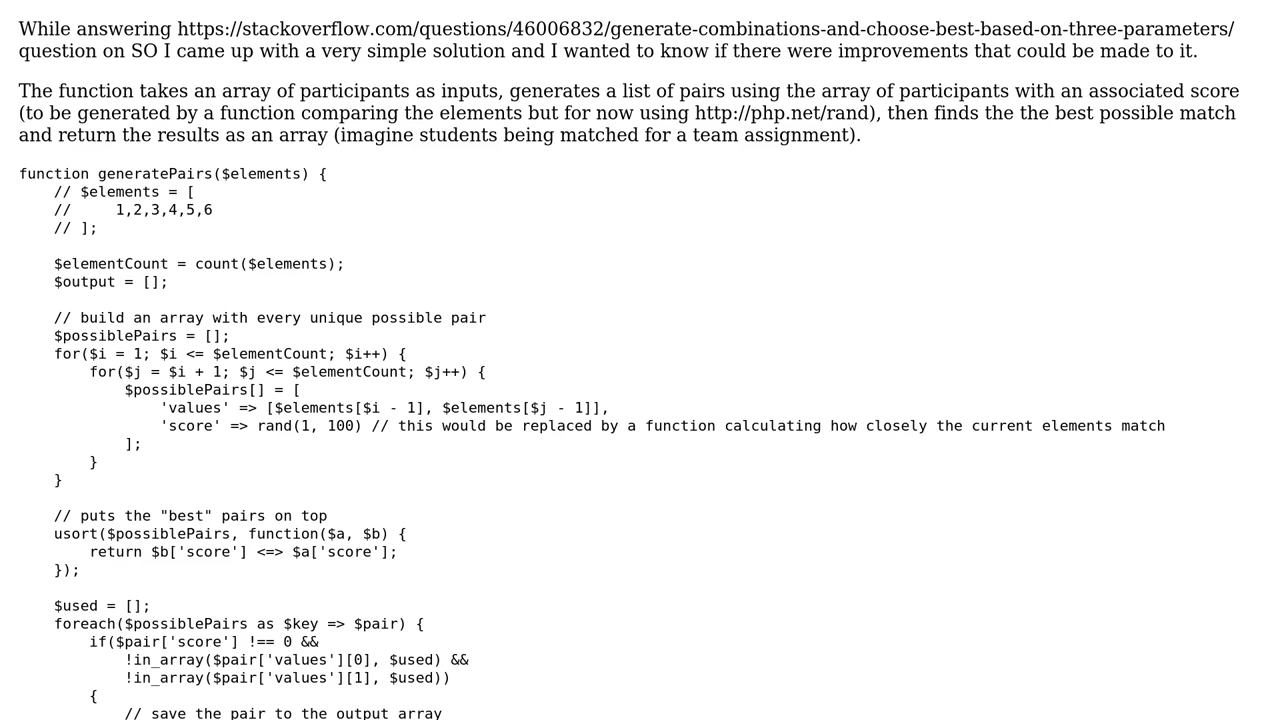 While answering https://stackoverflow.com/questions/46006832/generate-combinations-and-choose-best-based-on-three-parameters/
question on SO I came up with a very simple solution and I wanted to know if there were improvements that could be made to it.
The function takes an array of participants as inputs, generates a list of pairs using the array of participants with an associated score
(to be generated by a function comparing the elements but for now using http://php.net/rand), then finds the the best possible match
and return the results as an array (imagine students being matched for a team assignment).
function generatePairs($elements) {
    // $elements = [
    //     1,2,3,4,5,6
    // ];

    $elementCount = count($elements);
    $output = [];

    // build an array with every unique possible pair
    $possiblePairs = [];
    for($i = 1; $i <= $elementCount; $i++) {
        for($j = $i + 1; $j <= $elementCount; $j++) {
            $possiblePairs[] = [
                'values' => [$elements[$i - 1], $elements[$j - 1]],
                'score' => rand(1, 100) // this would be replaced by a function calculating how closely the current elements match
            ];
        }
    }

    // puts the "best" pairs on top
    usort($possiblePairs, function($a, $b) {
        return $b['score'] <=> $a['score'];
    });

    $used = [];
    foreach($possiblePairs as $key => $pair) {
        if($pair['score'] !== 0 &&
            !in_array($pair['values'][0], $used) &&
            !in_array($pair['values'][1], $used))
        {
            // save the pair to the output array